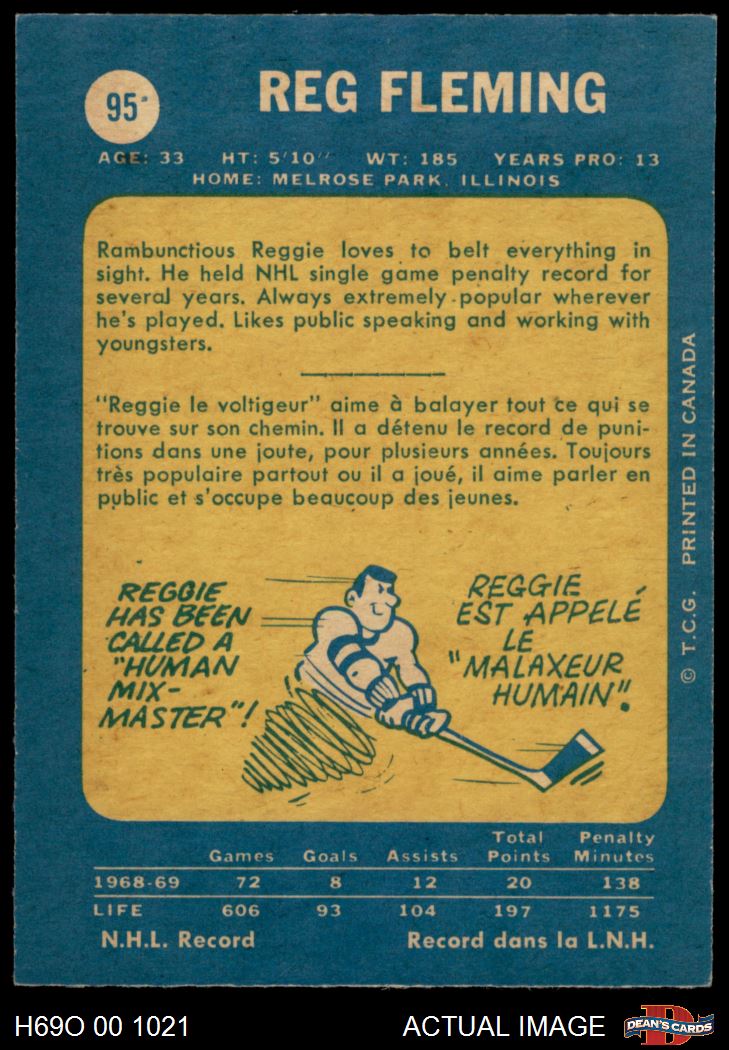 95
REG FLEMING
AGE: 33 HT: 5'10" WT: 185 YEARS PRO: 13
HOME: MELROSE PARK, ILLINOIS
Rambunctious Reggie loves to belt everything in
sight. He held NHL single game penalty record for
several years. Always extremely popular wherever
he's played. Likes public speaking and working with
youngsters.
"Reggie le voltigeur" aime à balayer tout ce qui se
trouve sur son chemin. Il a détenu le record de puni-
tions dans une joute, pour plusieurs années. Toujours
très populaire partout ou il a joué, il aime parler en
public et s'occupe beaucoup des jeunes.
REGGIE
HAS BEEN
CALLED A
"HUMAN
MIX-
MASTER"!
REGGIE
EST APPELÉ
LE
"MALAXEUR
HUMAIN".
© T.C.G. PRINTED IN CANADA
Games Goals Assists Total Points Penalty Minutes
1968-69 72 8 12 20 138
LIFE 606 93 104 197 1175
N.H.L. Record Record dans la L.N.H.
H69O 00 1021 ACTUAL IMAGE
D
DEAN'S CARDS